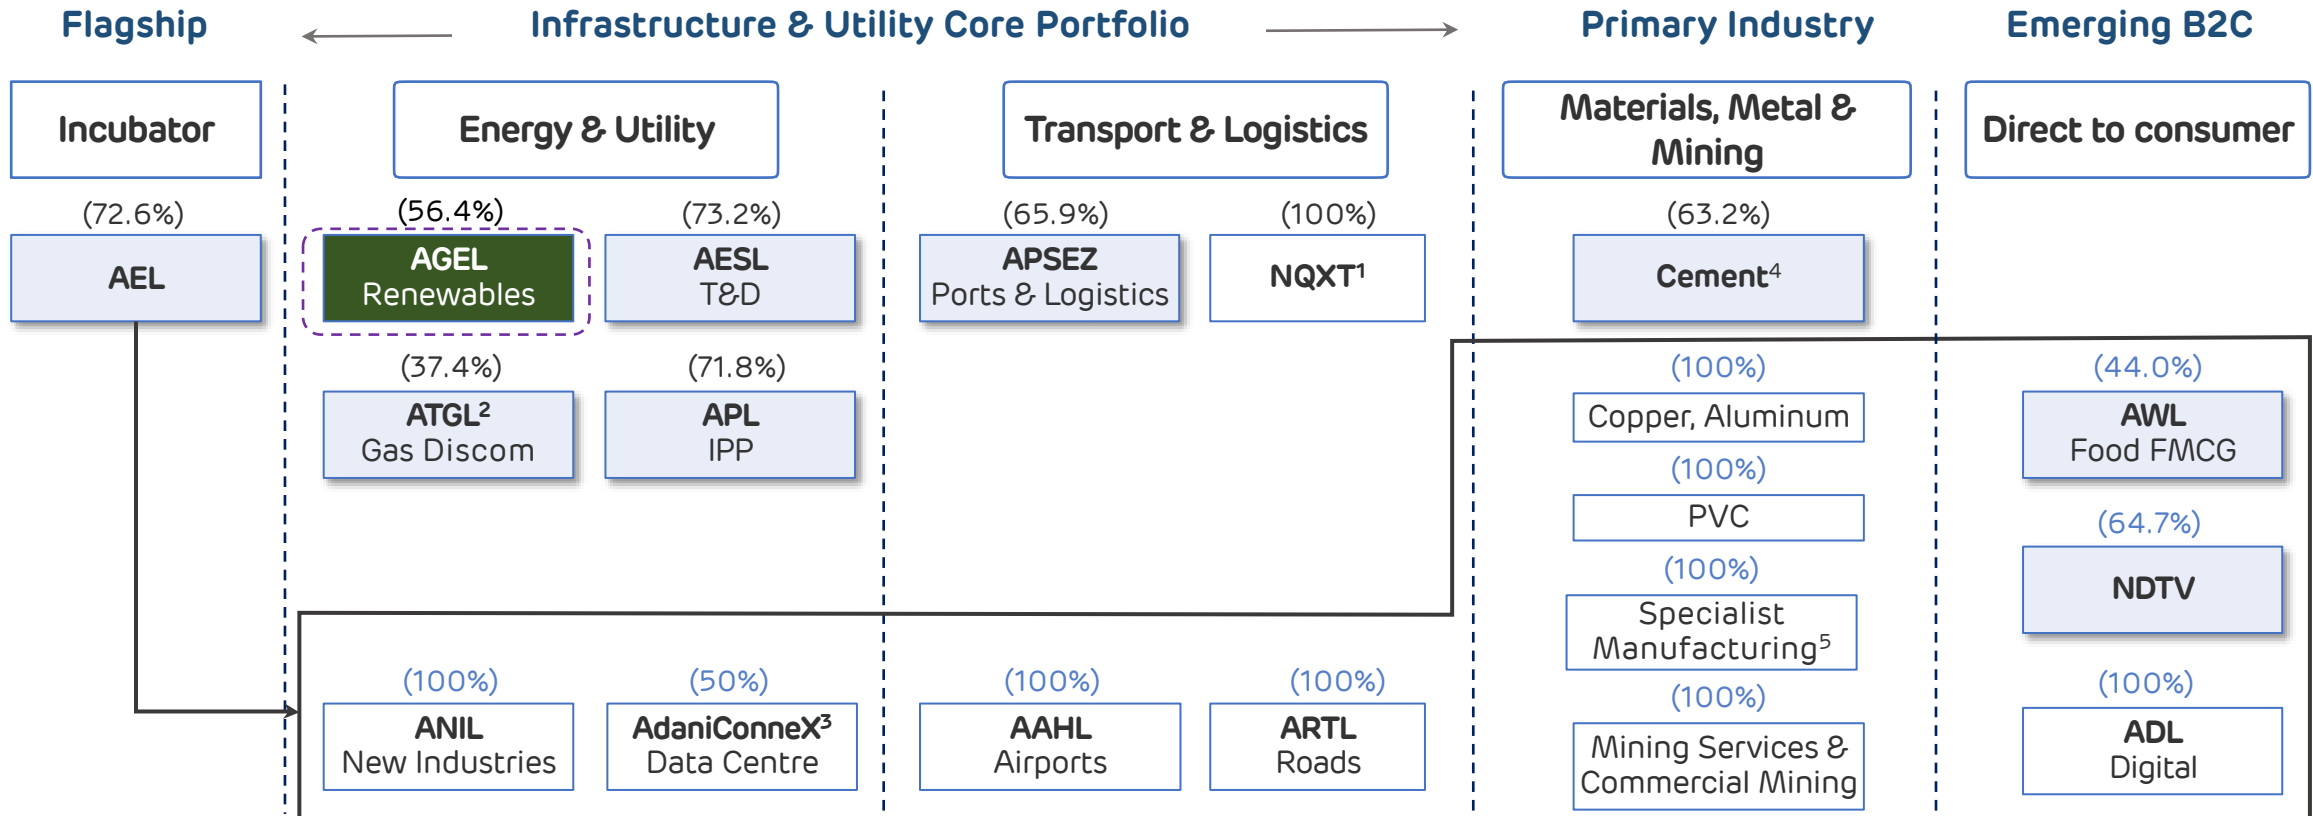 Flagship
Infrastructure & Utility Core Portfolio
Primary Industry
Emerging B2C
Incubator
Energy & Utility
Transport & Logistics
Materials, Metal &
Mining
Direct to consumer
(72.6%)
AEL
(56.4%)
AGEL
Renewables
(73.2%)
AESL
T&D
(65.9%)
APSEZ
Ports & Logistics
(100%)
NQXT¹
(63.2%)
Cement⁴
(37.4%)
ATGL²
Gas Discom
(71.8%)
APL
IPP
(100%)
Copper, Aluminum
(100%)
PVC
(100%)
Specialist
Manufacturing⁵
(100%)
Mining Services &
Commercial Mining
(44.0%)
AWL
Food FMCG
(64.7%)
NDTV
(100%)
ADL
Digital
(100%)
ANIL
New Industries
(50%)
AdaniConneX³
Data Centre
(100%)
AAHL
Airports
(100%)
ARTL
Roads